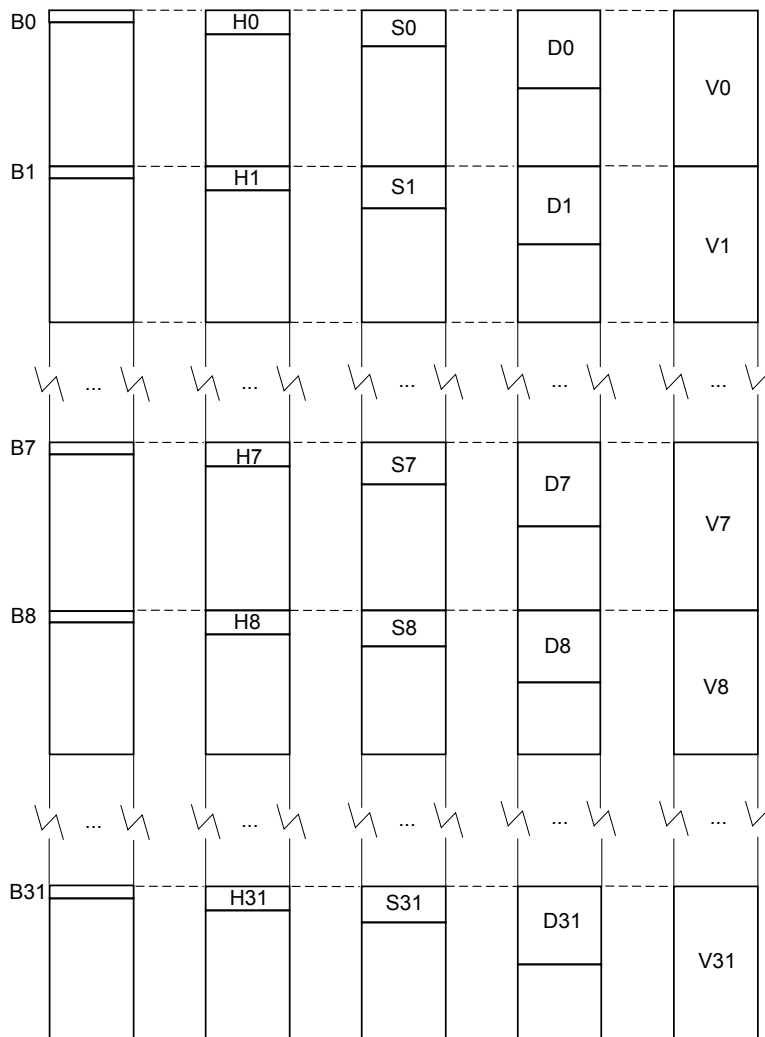 B0 H0 S0 D0 V0
B1 H1 S1 D1 V1
... ... ... ... ...
B7 H7 S7 D7 V7
B8 H8 S8 D8 V8
... ... ... ... ...
B31 H31 S31 D31 V31